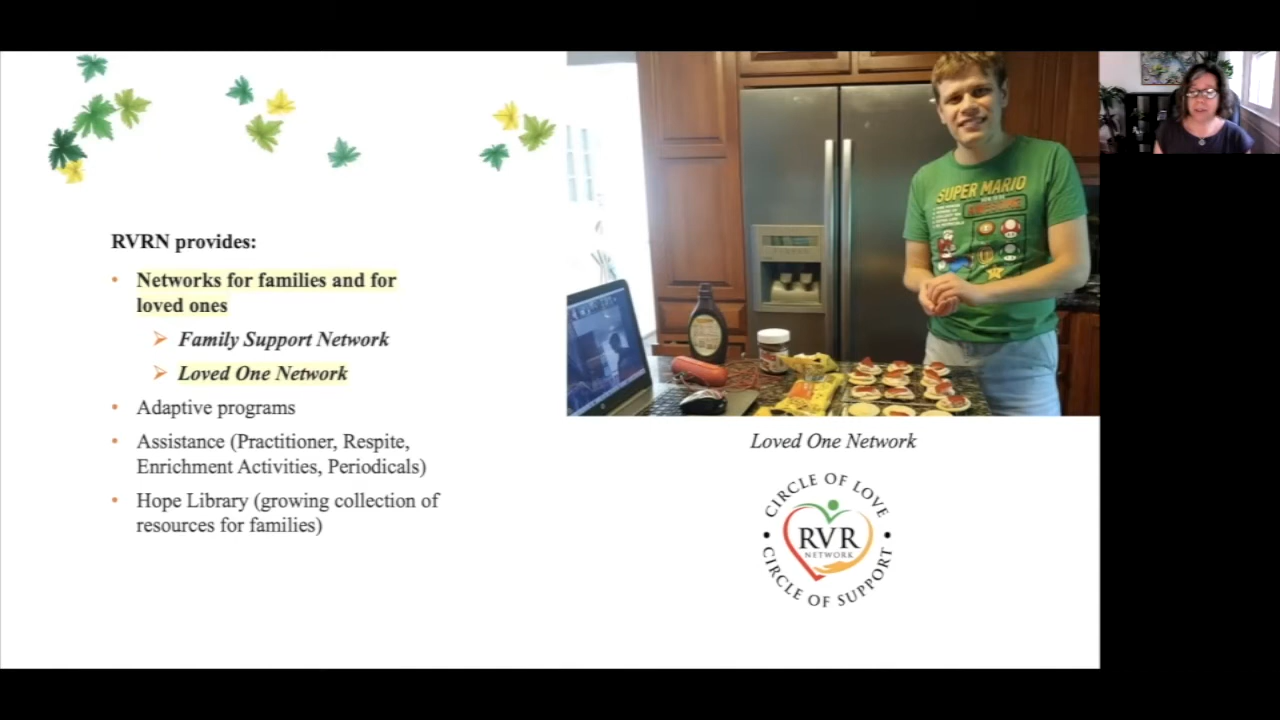 RVRN provides:
• Networks for families and for
loved ones
Family Support Network
Loved One Network
• Adaptive programs
• Assistance (Practitioner, Respite,
Enrichment Activities, Periodicals)
• Hope Library (growing collection of
resources for families)
SUPER MARIO
Loved One Network
CIRCLE OF LOVE
RVR
NETWORK
CIRCLE OF SUPPORT